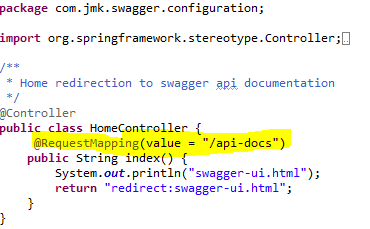 package com.jmk.swagger.configuration;
import org.springframework.stereotype.Controller;
/**
* Home redirection to swagger api documentation
*/
@Controller
public class HomeController {
@RequestMapping(value = "/api-docs")
public String index() {
System.out.println("swagger-ui.html");
return "redirect:swagger-ui.html";
}
}